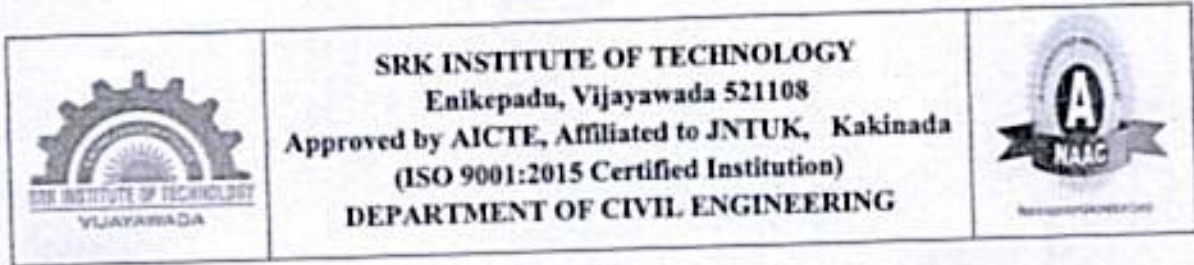 SRK INSTITUTE OF TECHNOLOGY
VIJAYAWADA
SRK INSTITUTE OF TECHNOLOGY
Enikepadu, Vijayawada 521108
Approved by AICTE, Affiliated to JNTUK, Kakinada
(ISO 9001:2015 Certified Institution)
DEPARTMENT OF CIVIL ENGINEERING
A
NAAC